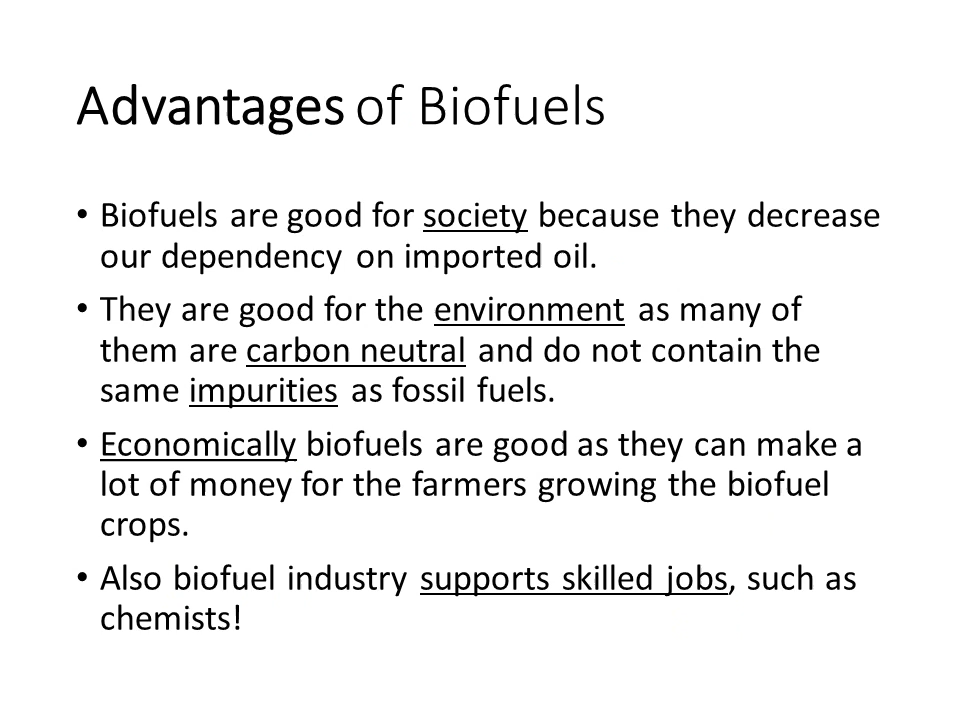 Advantages of Biofuels
• Biofuels are good for society because they decrease
our dependency on imported oil.
• They are good for the environment as many of
them are carbon neutral and do not contain the
same impurities as fossil fuels.
• Economically biofuels are good as they can make a
lot of money for the farmers growing the biofuel
crops.
• Also biofuel industry supports skilled jobs, such as
chemists!